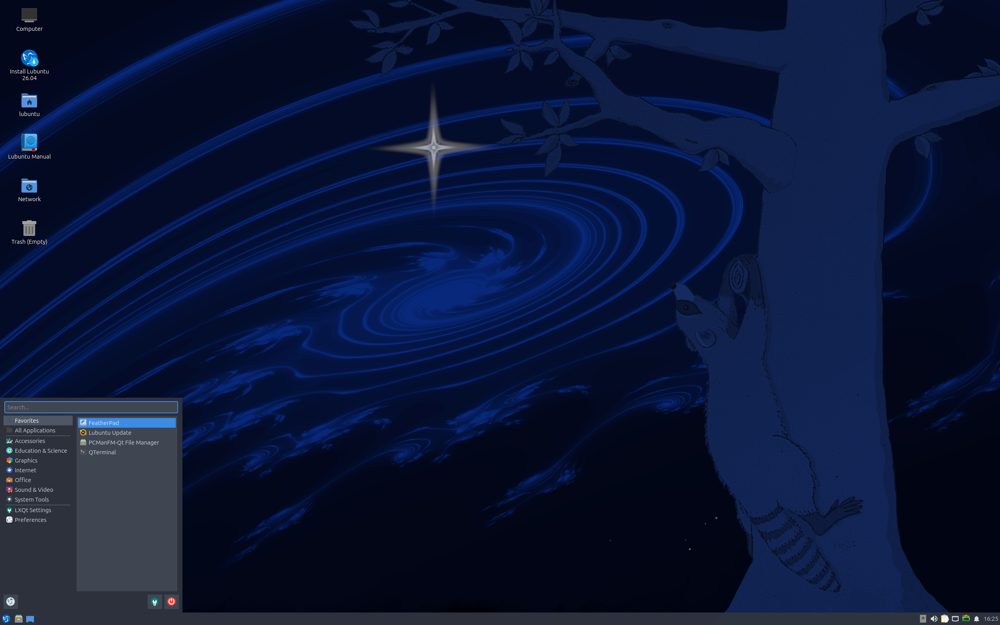 Computer
Install Lubuntu
26.04
lubuntu
Lubuntu Manual
Network
Trash (Empty)
Search...
Favorites
All Applications
Accessories
Education & Science
Graphics
Internet
Office
Sound & Video
System Tools
LXQt Settings
Preferences
FeatherPad
Lubuntu Update
PCManFM-Qt File Manager
QTerminal
100
16:25